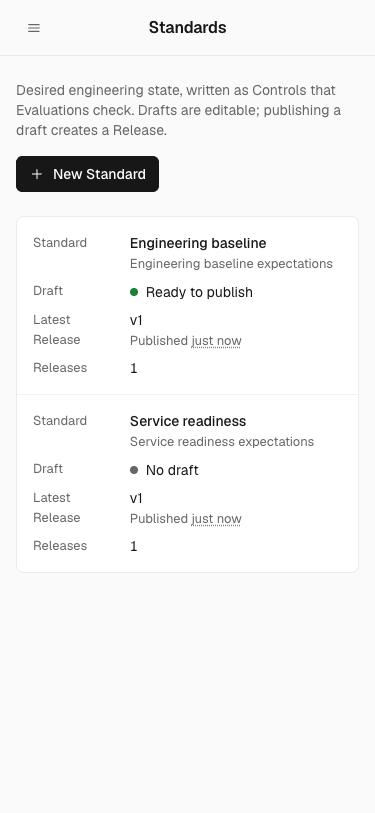 Standards
Desired engineering state, written as Controls that
Evaluations check. Drafts are editable; publishing a
draft creates a Release.
New Standard
Standard
Engineering baseline
Engineering baseline expectations
Draft
Ready to publish
Latest
Release
v1
Published just now
Releases
1
Standard
Service readiness
Service readiness expectations
Draft
No draft
Latest
Release
v1
Published just now
Releases
1